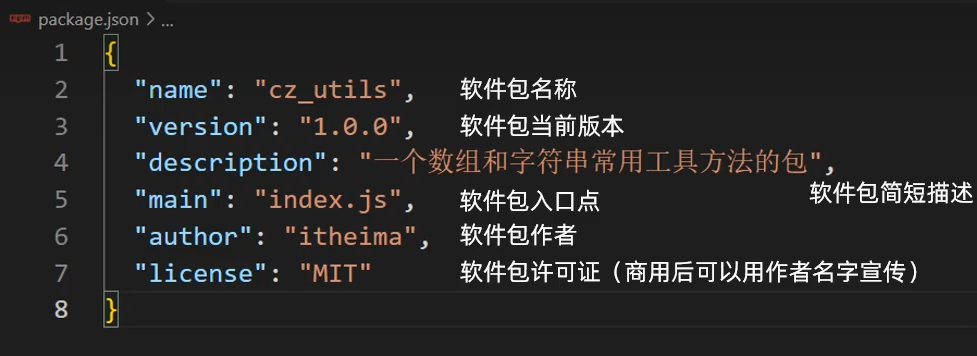 package.json > ...
1 {
2 "name": "cz_utils", 软件包名称
3 "version": "1.0.0", 软件包当前版本
4 "description": "一个数组和字符串常用工具方法的包",
软件包简短描述
5 "main": "index.js", 软件包入口点
6 "author": "itheima", 软件包作者
7 "license": "MIT" 软件包许可证（商用后可以用作者名字宣传）
8 }